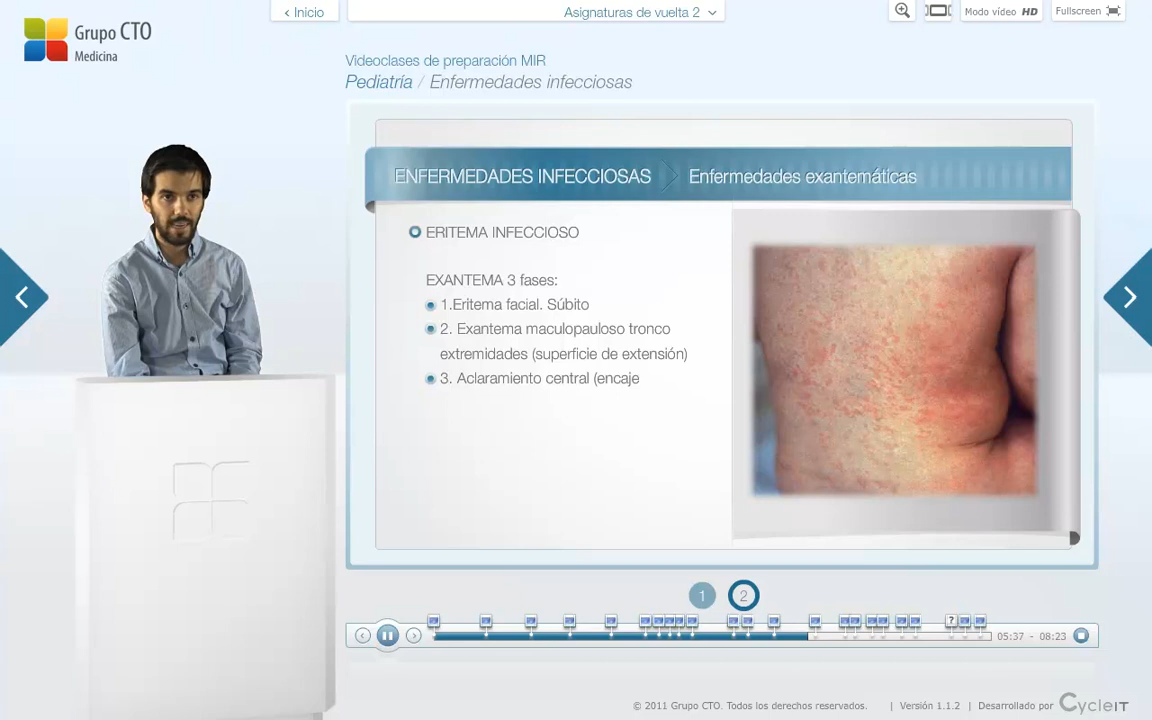 Grupo CTO
Medicina
‹ Inicio
Asignaturas de vuelta 2
Modo vídeo HD
Fullscreen
Videoclases de preparación MIR
Pediatría / Enfermedades infecciosas
ENFERMEDADES INFECCIOSAS
Enfermedades exantemáticas
ERITEMA INFECCIOSO
EXANTEMA 3 fases:
1.Eritema facial. Súbito
2. Exantema maculopauloso tronco
extremidades (superficie de extensión)
3. Aclaramiento central (encaje
1
2
?
05:37 - 08:23
© 2011 Grupo CTO. Todos los derechos reservados. | Versión 1.1.2 | Desarrollado por CycleIT